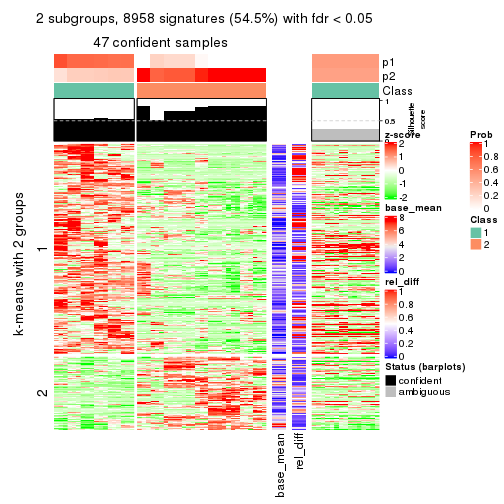 2 subgroups, 8958 signatures (54.5%) with fdr < 0.05
47 confident samples
p1
p2
Class
1
0.5
0
Silhouette
score
k-means with 2 groups
1
2
base_mean
rel_diff
z-score
2
1
0
-1
-2
base_mean
8
6
4
2
0
rel_diff
1
0.8
0.6
0.4
0.2
0
Status (barplots)
confident
ambiguous
Prob
1
0.8
0.6
0.4
0.2
0
Class
1
2